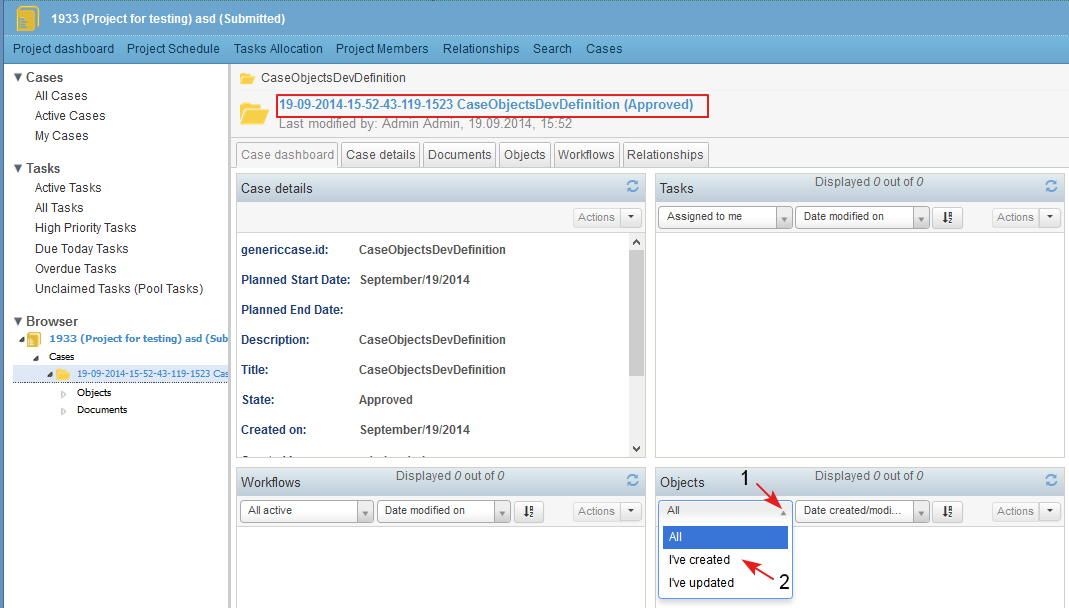 1933 (Project for testing) asd (Submitted)
Project dashboard Project Schedule Tasks Allocation Project Members Relationships Search Cases
Cases
All Cases
Active Cases
My Cases
Tasks
Active Tasks
All Tasks
High Priority Tasks
Due Today Tasks
Overdue Tasks
Unclaimed Tasks (Pool Tasks)
Browser
1933 (Project for testing) asd (Sub
Cases
19-09-2014-15-52-43-119-1523 Cas
Objects
Documents
CaseObjectsDevDefinition
19-09-2014-15-52-43-119-1523 CaseObjectsDevDefinition (Approved)
Last modified by: Admin Admin, 19.09.2014, 15:52
Case dashboard Case details Documents Objects Workflows Relationships
Case details
Actions
genericcase.id: CaseObjectsDevDefinition
Planned Start Date: September/19/2014
Planned End Date:
Description: CaseObjectsDevDefinition
Title: CaseObjectsDevDefinition
State: Approved
Created on: September/19/2014
Tasks Displayed 0 out of 0
Assigned to me Date modified on Actions
Workflows Displayed 0 out of 0
All active Date modified on Actions
Objects 1 Displayed 0 out of 0
All Date created/modi... Actions
All
I've created
I've updated 2